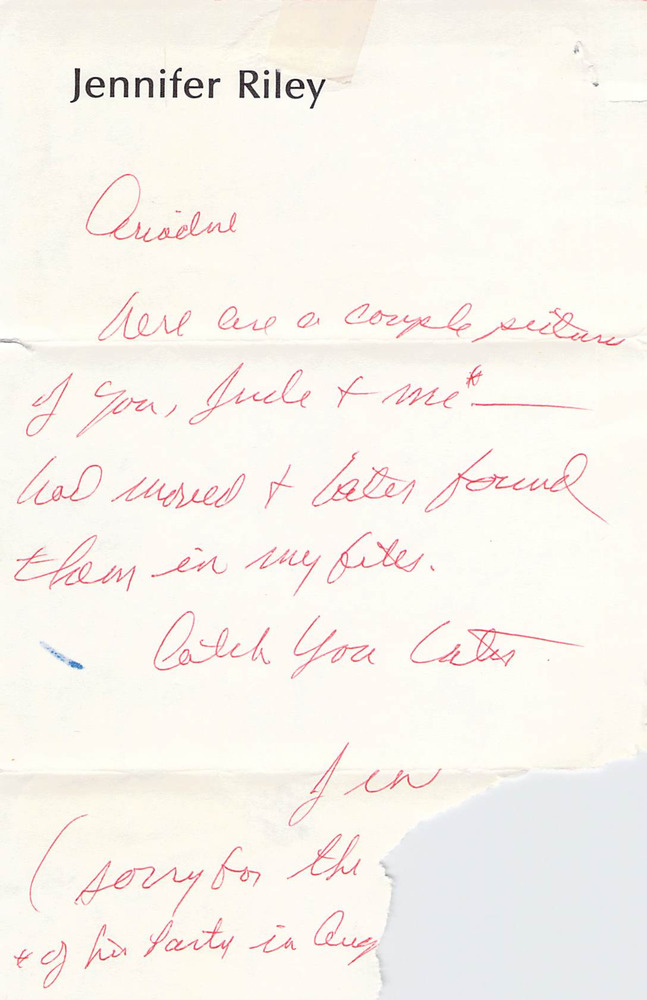 Jennifer Riley
Ariadne
here are a couple pictures
of you, Jude + me*—
had moved + later found
them in my files.
Catch You Later
Jen
(sorry for the
* of his Party in Aug